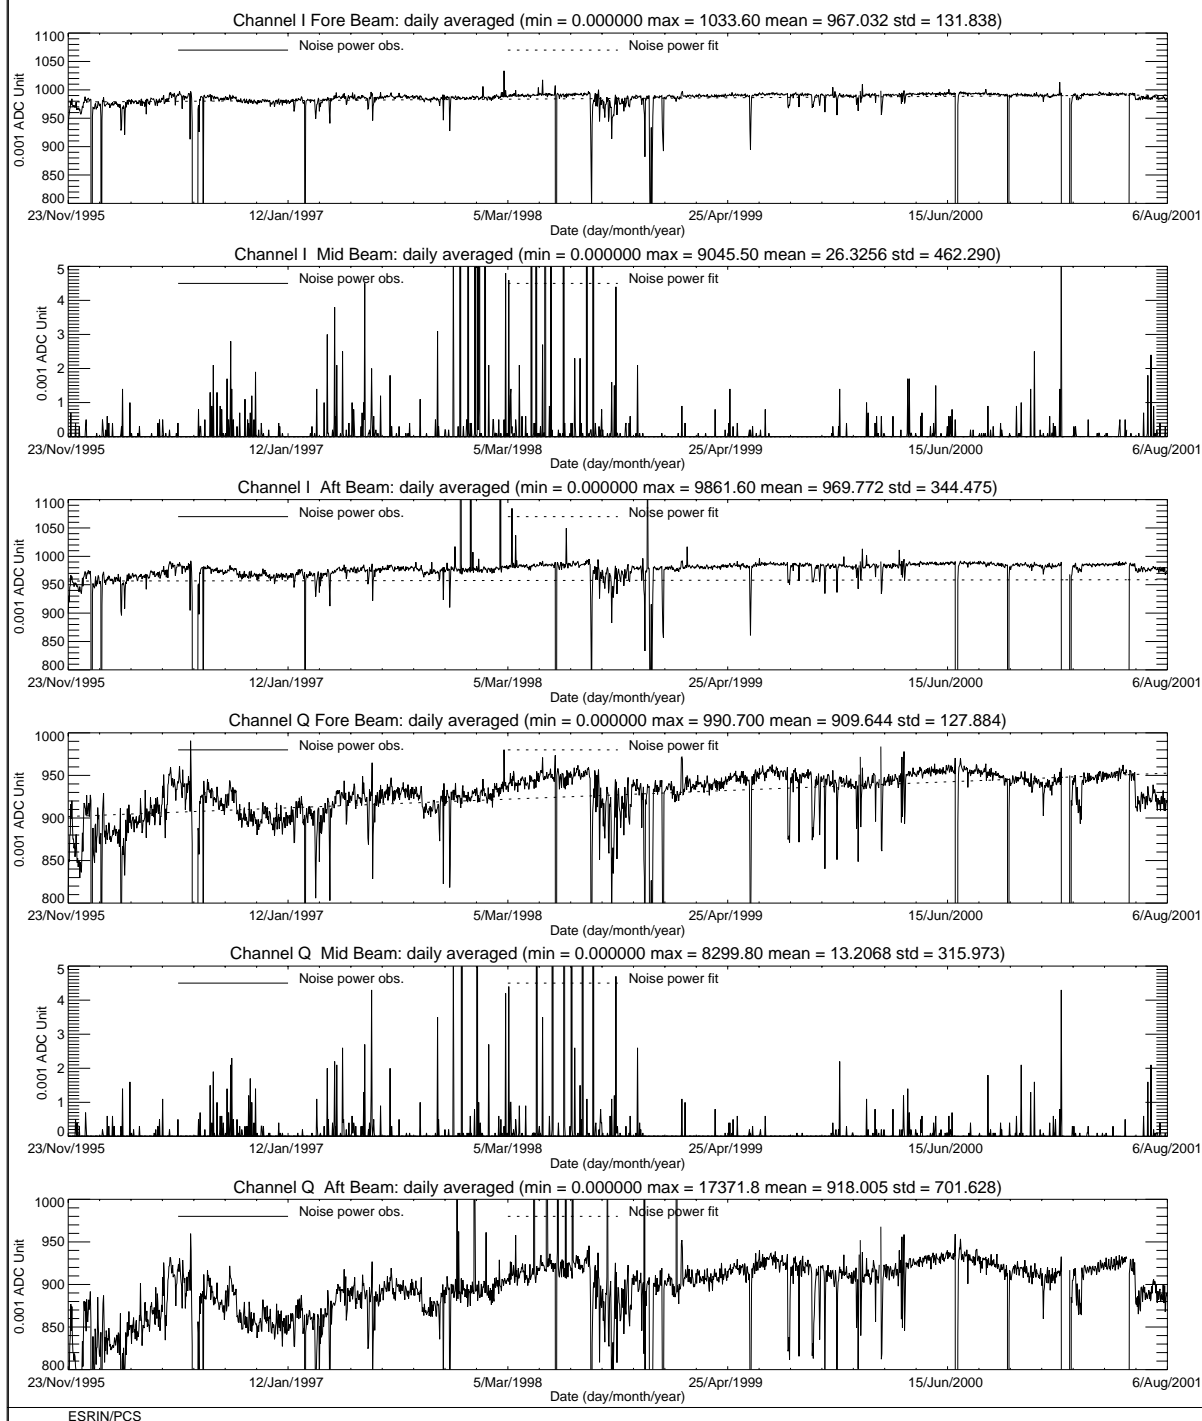 Channel I Fore Beam: daily averaged (min = 0.000000 max = 1033.60 mean = 967.032 std = 131.838)
1100
Noise power obs.
Noise power fit
1050
1000
950
900
850
800
0.001 ADC Unit
23/Nov/1995
12/Jan/1997
5/Mar/1998
25/Apr/1999
15/Jun/2000
6/Aug/2001
Date (day/month/year)
Channel I Mid Beam: daily averaged (min = 0.000000 max = 9045.50 mean = 26.3256 std = 462.290)
5
Noise power obs.
Noise power fit
4
3
2
1
0
0.001 ADC Unit
23/Nov/1995
12/Jan/1997
5/Mar/1998
25/Apr/1999
15/Jun/2000
6/Aug/2001
Date (day/month/year)
Channel I Aft Beam: daily averaged (min = 0.000000 max = 9861.60 mean = 969.772 std = 344.475)
1100
Noise power obs.
Noise power fit
1050
1000
950
900
850
800
0.001 ADC Unit
23/Nov/1995
12/Jan/1997
5/Mar/1998
25/Apr/1999
15/Jun/2000
6/Aug/2001
Date (day/month/year)
Channel Q Fore Beam: daily averaged (min = 0.000000 max = 990.700 mean = 909.644 std = 127.884)
1000
Noise power obs.
Noise power fit
950
900
850
800
0.001 ADC Unit
23/Nov/1995
12/Jan/1997
5/Mar/1998
25/Apr/1999
15/Jun/2000
6/Aug/2001
Date (day/month/year)
Channel Q Mid Beam: daily averaged (min = 0.000000 max = 8299.80 mean = 13.2068 std = 315.973)
5
Noise power obs.
Noise power fit
4
3
2
1
0
0.001 ADC Unit
23/Nov/1995
12/Jan/1997
5/Mar/1998
25/Apr/1999
15/Jun/2000
6/Aug/2001
Date (day/month/year)
Channel Q Aft Beam: daily averaged (min = 0.000000 max = 17371.8 mean = 918.005 std = 701.628)
1000
Noise power obs.
Noise power fit
950
900
850
800
0.001 ADC Unit
23/Nov/1995
12/Jan/1997
5/Mar/1998
25/Apr/1999
15/Jun/2000
6/Aug/2001
Date (day/month/year)
ESRIN/PCS